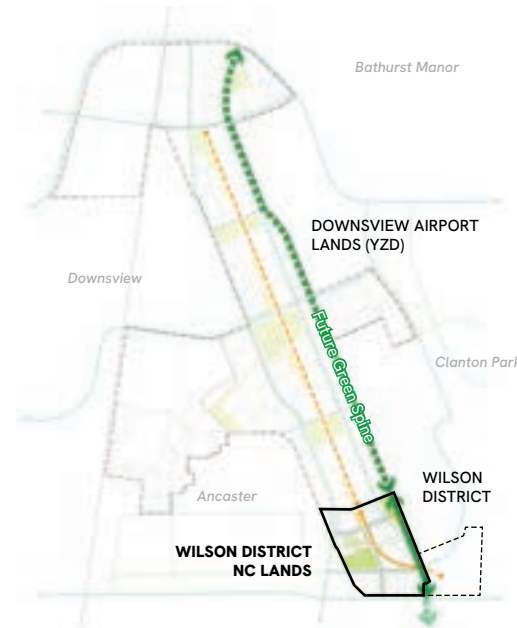 Bathurst Manor
DOWNSVIEW AIRPORT
LANDS (YZD)
Downsview
Future Green Spine
Clanton Park
WILSON
DISTRICT
Ancaster
WILSON DISTRICT
NC LANDS